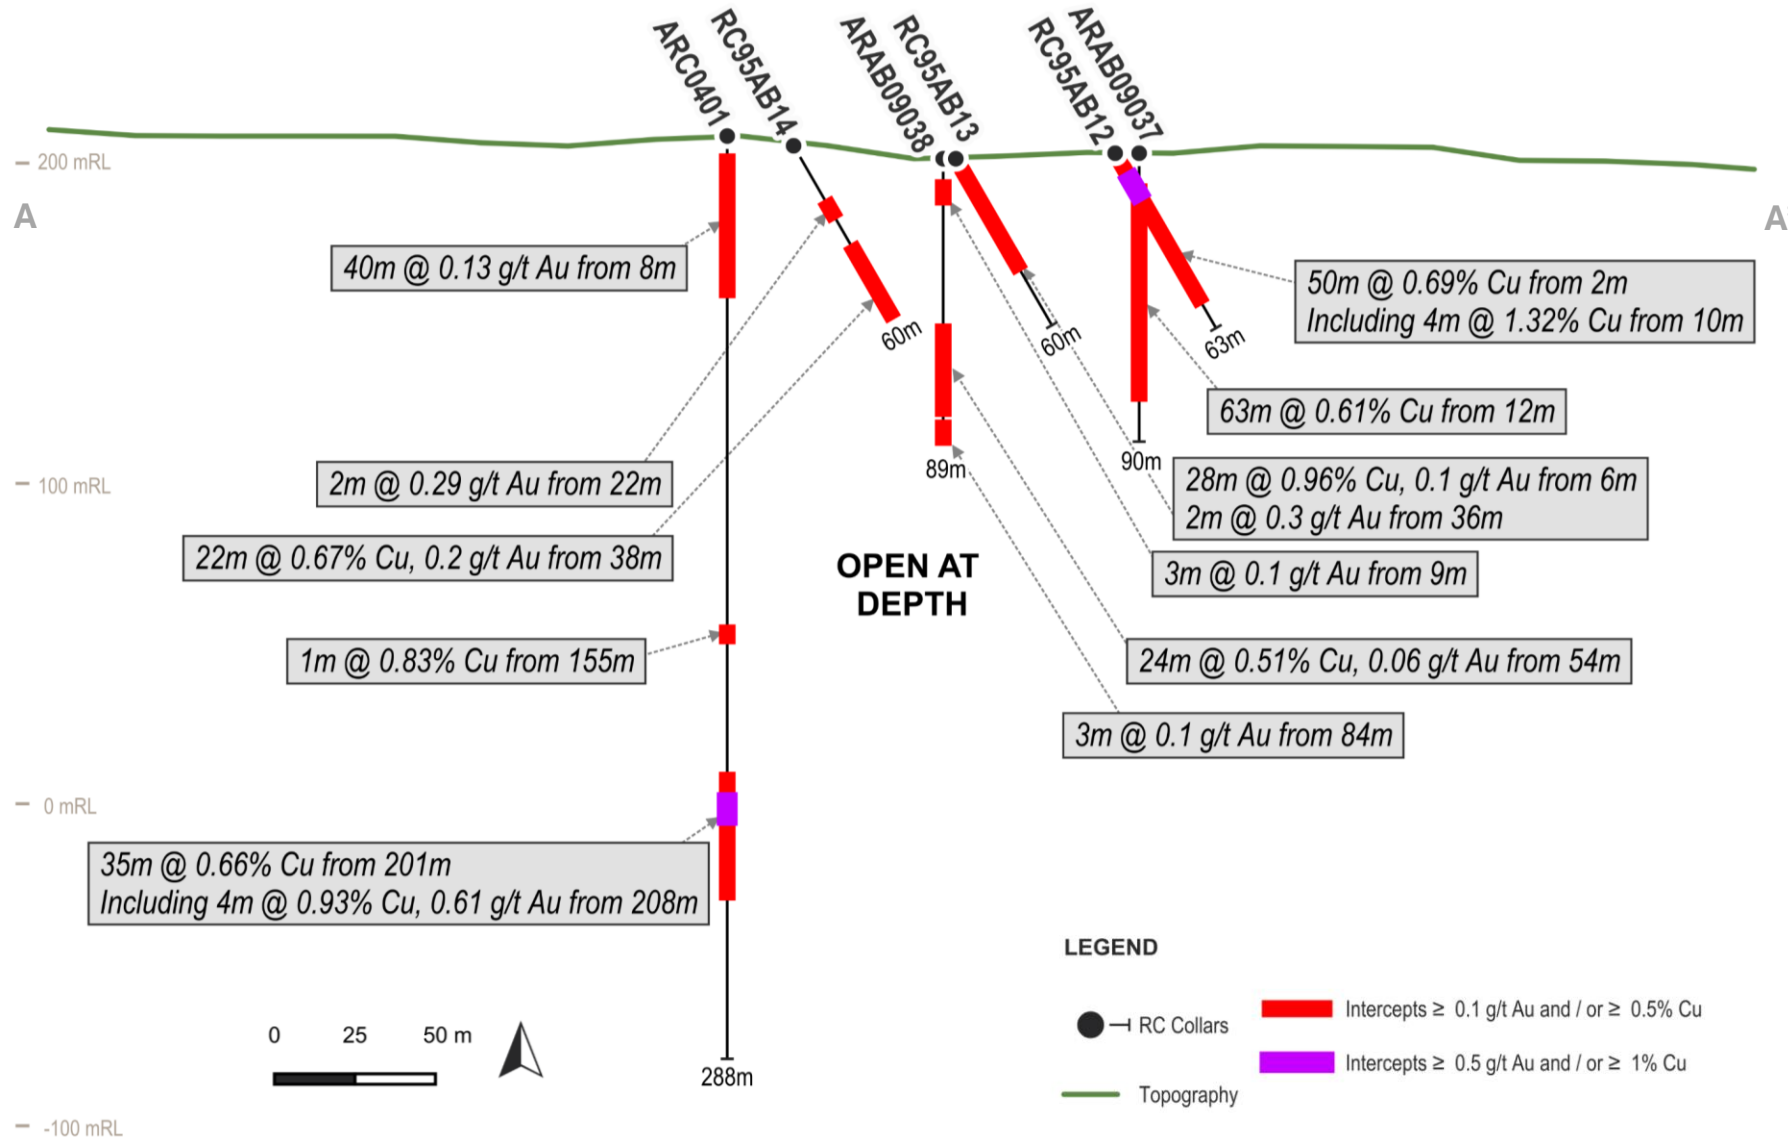 ARC0401
RC95AB14
ARAB09038
RC95AB13
RC95AB12
ARAB09037
200 mRL
A
A
40m @ 0.13 g/t Au from 8m
50m @ 0.69% Cu from 2m
Including 4m @ 1.32% Cu from 10m
60m
60m
63m
63m @ 0.61% Cu from 12m
89m
90m
100 mRL
2m @ 0.29 g/t Au from 22m
28m @ 0.96% Cu, 0.1 g/t Au from 6m
2m @ 0.3 g/t Au from 36m
22m @ 0.67% Cu, 0.2 g/t Au from 38m
OPEN AT
DEPTH
3m @ 0.1 g/t Au from 9m
1m @ 0.83% Cu from 155m
24m @ 0.51% Cu, 0.06 g/t Au from 54m
3m @ 0.1 g/t Au from 84m
0 mRL
35m @ 0.66% Cu from 201m
Including 4m @ 0.93% Cu, 0.61 g/t Au from 208m
LEGEND
RC Collars
Intercepts ≥ 0.1 g/t Au and / or ≥ 0.5% Cu
Intercepts ≥ 0.5 g/t Au and / or ≥ 1% Cu
Topography
0 25 50 m
288m
-100 mRL